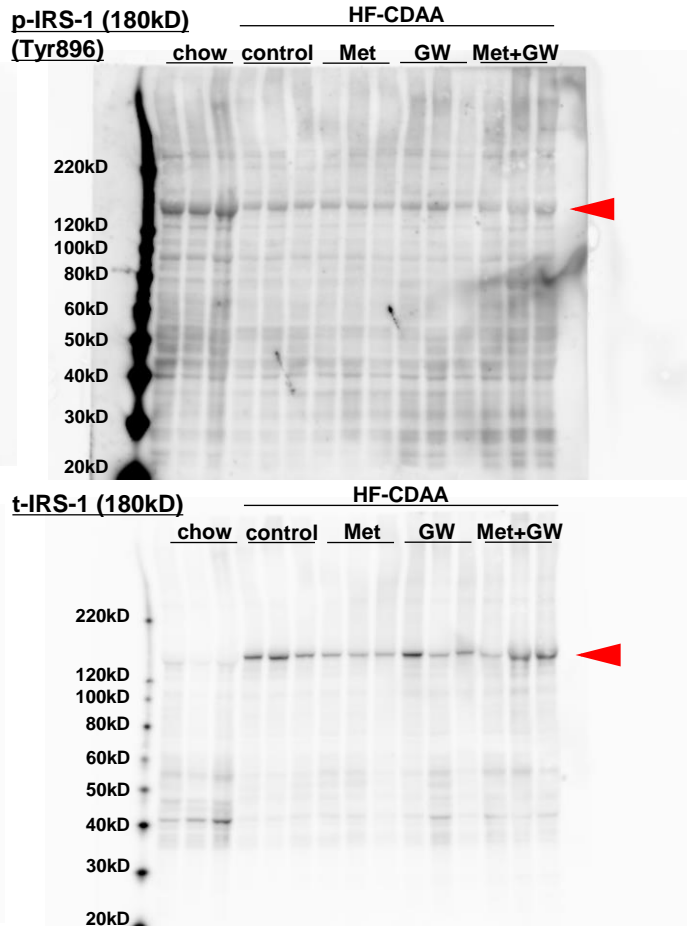 p-IRS-1 (180kD)
(Tyr896)
HF-CDAA
chow control Met GW Met+GW
220kD
120kD
100kD
80kD
60kD
50kD
40kD
30kD
20kD
t-IRS-1 (180kD)
HF-CDAA
chow control Met GW Met+GW
220kD
120kD
100kD
80kD
60kD
50kD
40kD
30kD
20kD